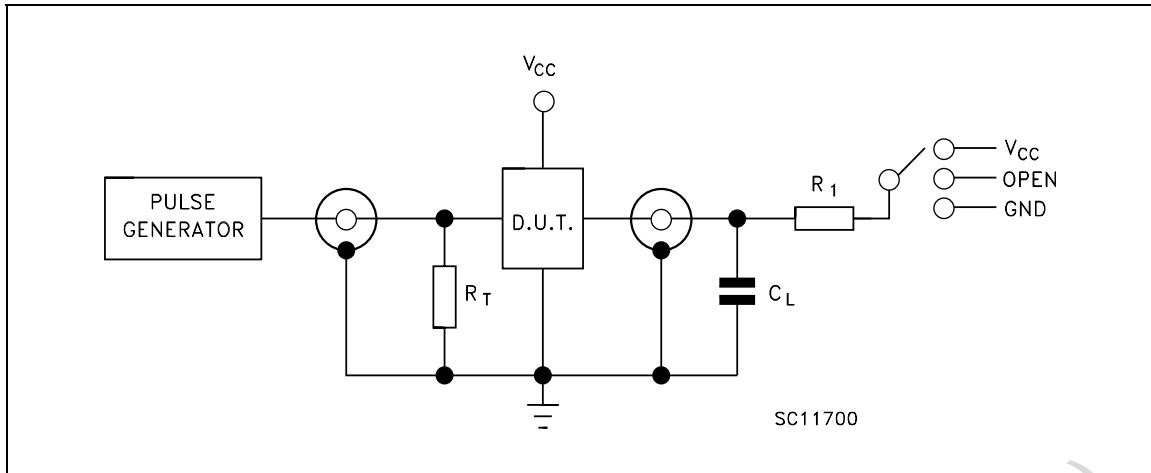 VCC
PULSE
GENERATOR
D.U.T.
RT
CL
R1
VCC
OPEN
GND
SC11700